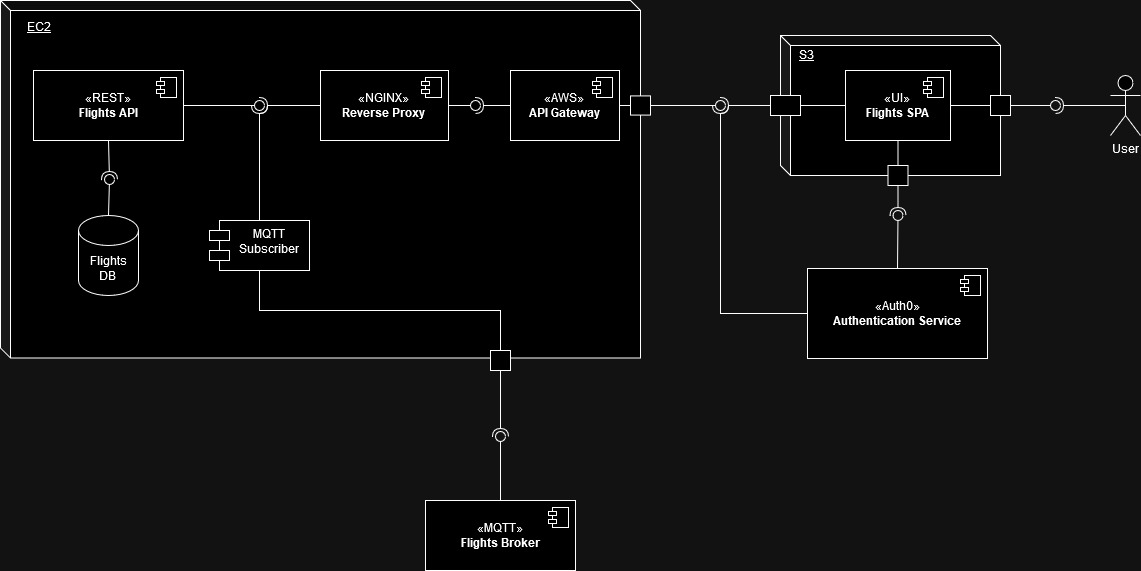 EC2
«REST»
Flights API
«NGINX»
Reverse Proxy
«AWS»
API Gateway
S3
«UI»
Flights SPA
User
Flights
DB
MQTT
Subscriber
«Auth0»
Authentication Service
«MQTT»
Flights Broker